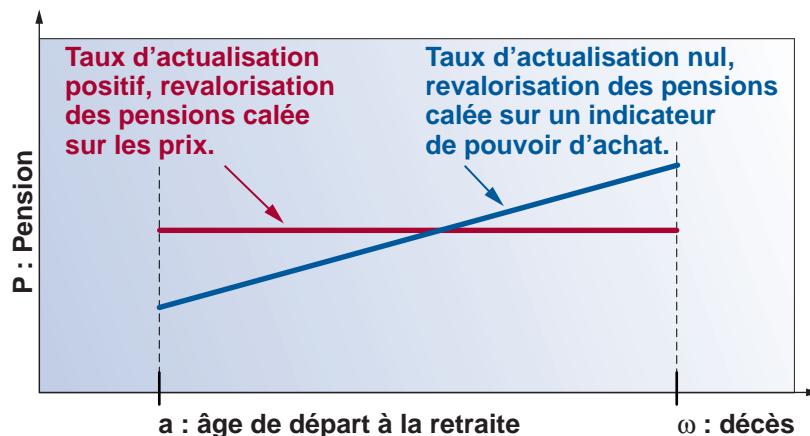 Taux d’actualisation
positif, revalorisation
des pensions calée
sur les prix.
Taux d’actualisation nul,
revalorisation des pensions
calée sur un indicateur
de pouvoir d’achat.
P : Pension
a : âge de départ à la retraite
ω : décès